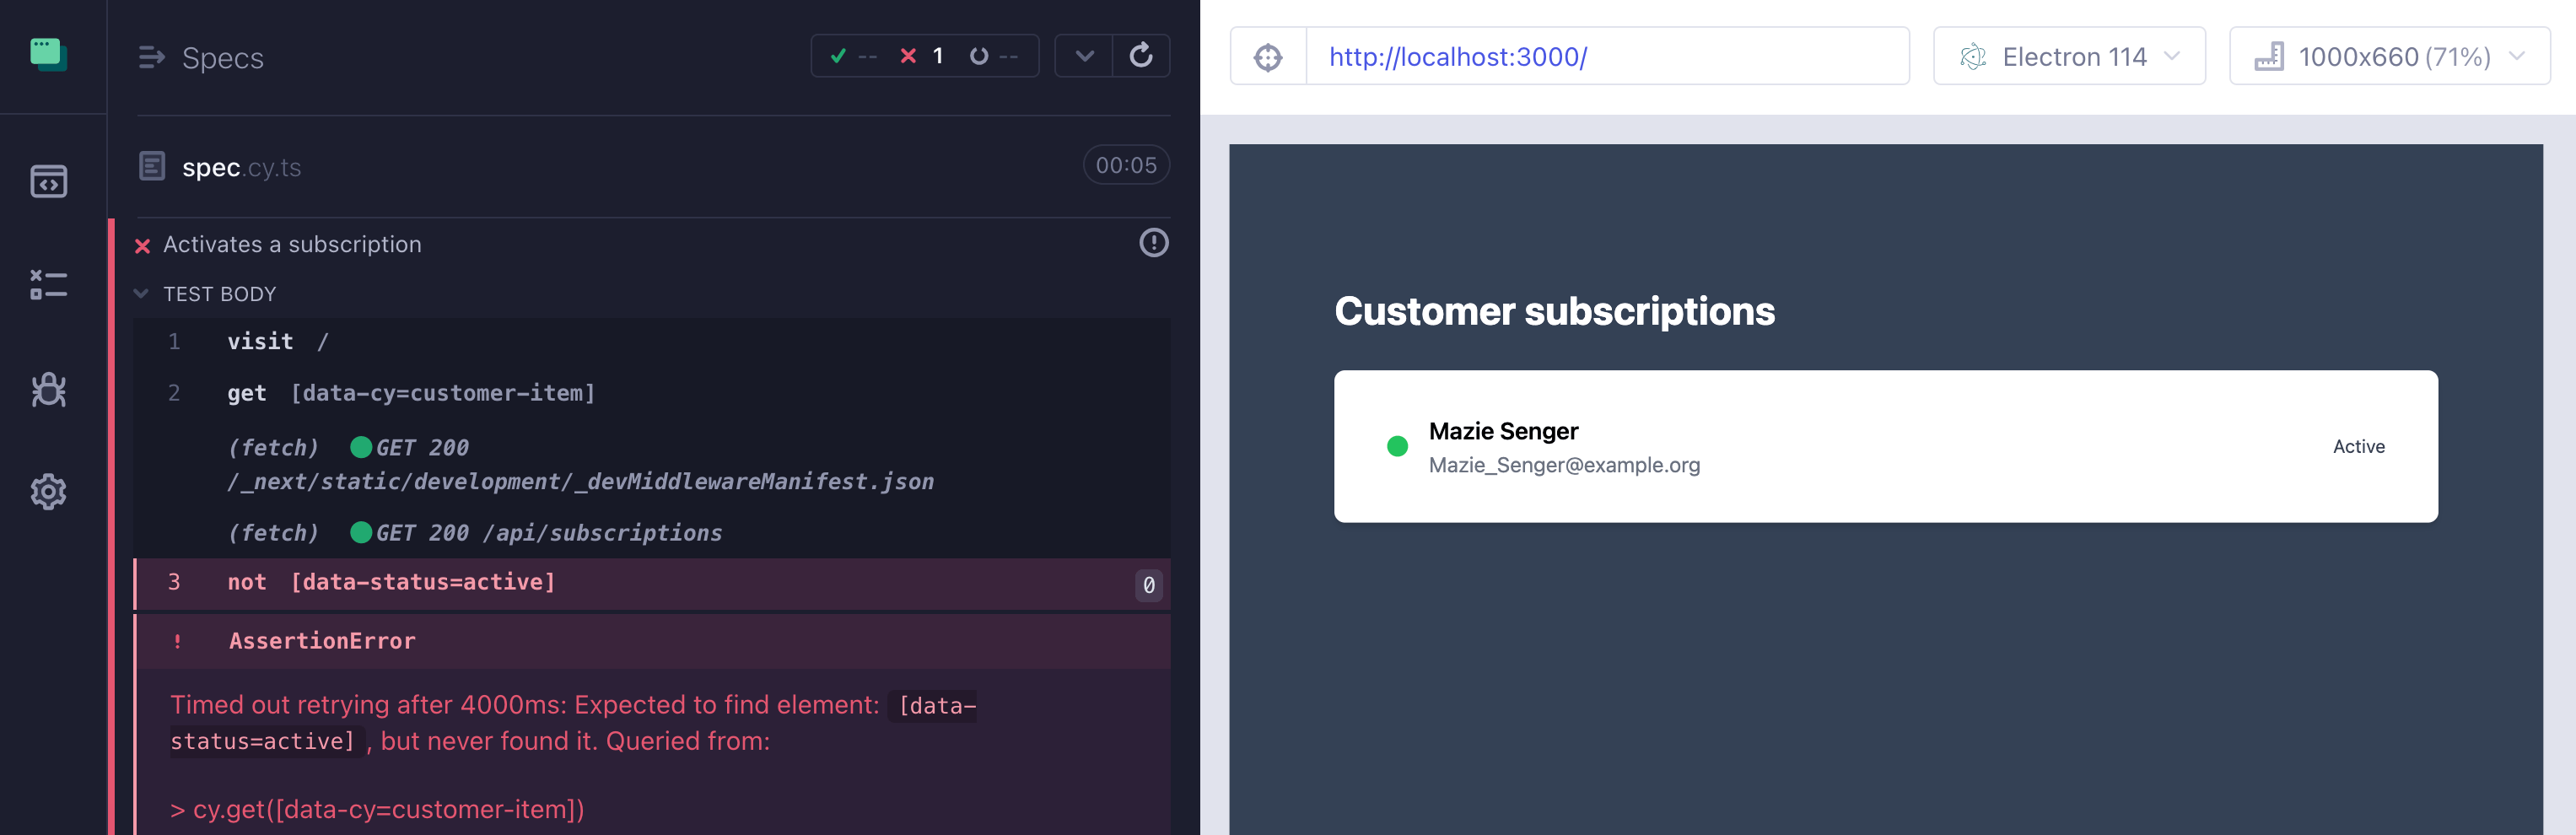 Specs
-- 1 --
spec.cy.ts
00:05
Activates a subscription
TEST BODY
1 visit /
2 get [data-cy=customer-item]
(fetch) GET 200
/_next/static/development/_devMiddlewareManifest.json
(fetch) GET 200 /api/subscriptions
3 not [data-status=active] 0
! AssertionError
Timed out retrying after 4000ms: Expected to find element: [data-
status=active], but never found it. Queried from:
> cy.get([data-cy=customer-item])
http://localhost:3000/
Electron 114
1000x660 (71%)
Customer subscriptions
Mazie Senger
Mazie_Senger@example.org
Active